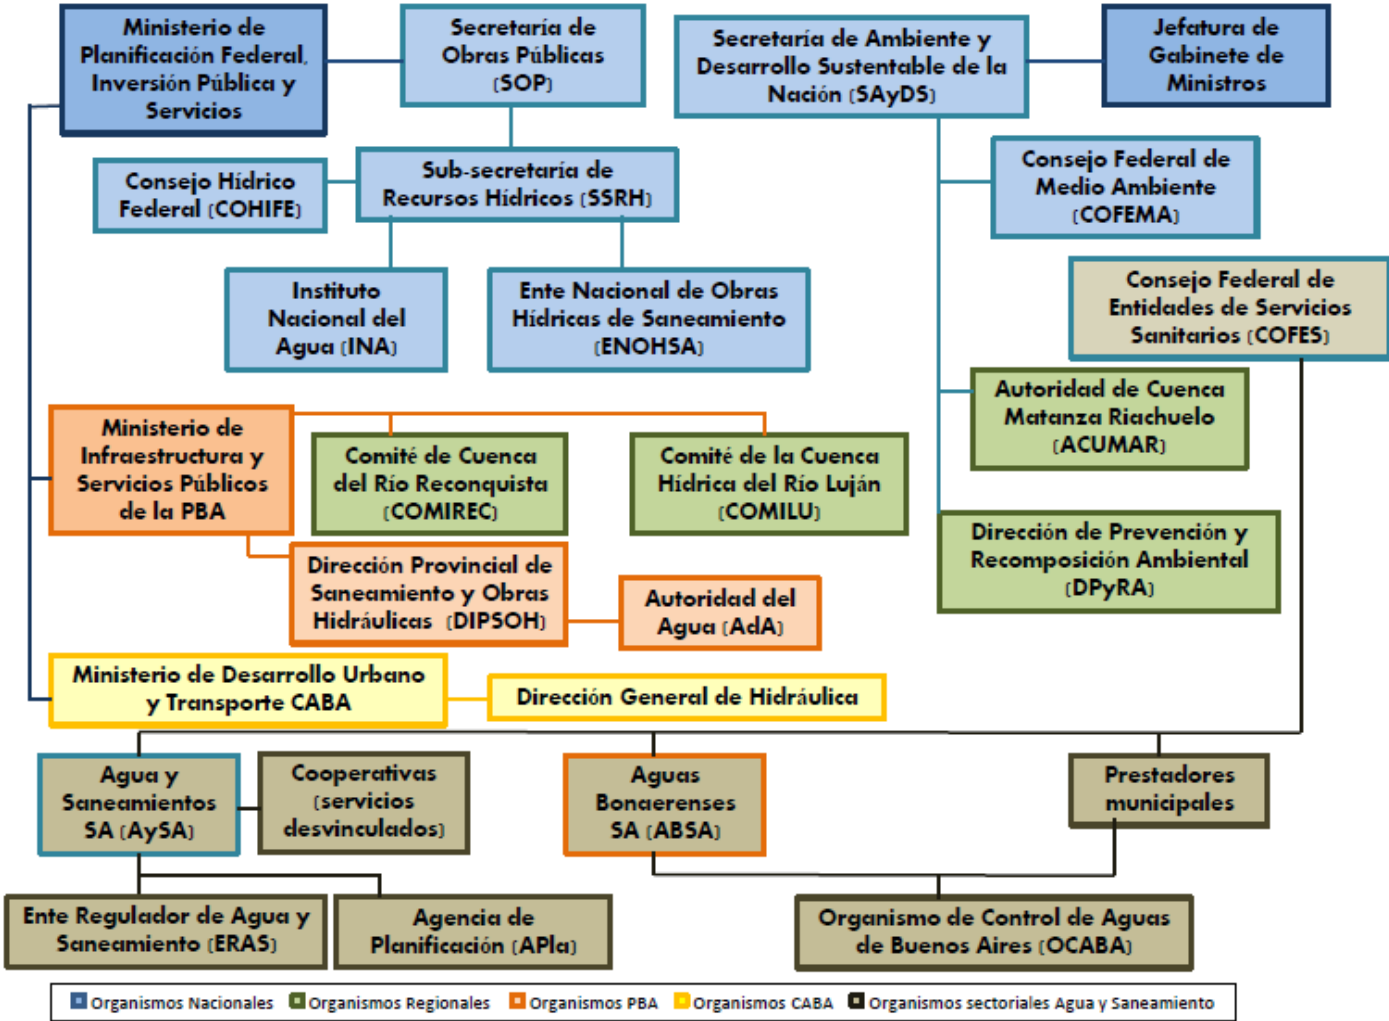 Ministerio de
Planificación Federal,
Inversión Pública y
Servicios
Secretaría de
Obras Públicas
(SOP)
Secretaría de Ambiente y
Desarrollo Sustentable de la
Nación (SAyDS)
Jefatura de
Gabinete de
Ministros
Consejo Hídrico
Federal (COHIFE)
Sub-secretaría de
Recursos Hídricos (SSRH)
Consejo Federal de
Medio Ambiente
(COFEMA)
Instituto
Nacional del
Agua (INA)
Ente Nacional de Obras
Hídricas de Saneamiento
(ENOHSA)
Consejo Federal de
Entidades de Servicios
Sanitarios (COFES)
Ministerio de
Infraestructura y
Servicios Públicos
de la PBA
Comité de Cuenca
del Río Reconquista
(COMIREC)
Comité de la Cuenca
Hídrica del Río Luján
(COMILU)
Autoridad de Cuenca
Matanza Riachuelo
(ACUMAR)
Dirección de Prevención y
Recomposición Ambiental
(DPyRA)
Dirección Provincial de
Saneamiento y Obras
Hidráulicas (DIPSOH)
Autoridad del
Agua (AdA)
Ministerio de Desarrollo Urbano
y Transporte CABA
Dirección General de Hidráulica
Agua y
Saneamientos
SA (AySA)
Cooperativas
(servicios
desvinculados)
Aguas
Bonaerenses
SA (ABSA)
Prestadores
municipales
Ente Regulador de Agua y
Saneamiento (ERAS)
Agencia de
Planificación (APla)
Organismo de Control de Aguas
de Buenos Aires (OCABA)
Organismos Nacionales Organismos Regionales Organismos PBA Organismos CABA Organismos sectoriales Agua y Saneamiento